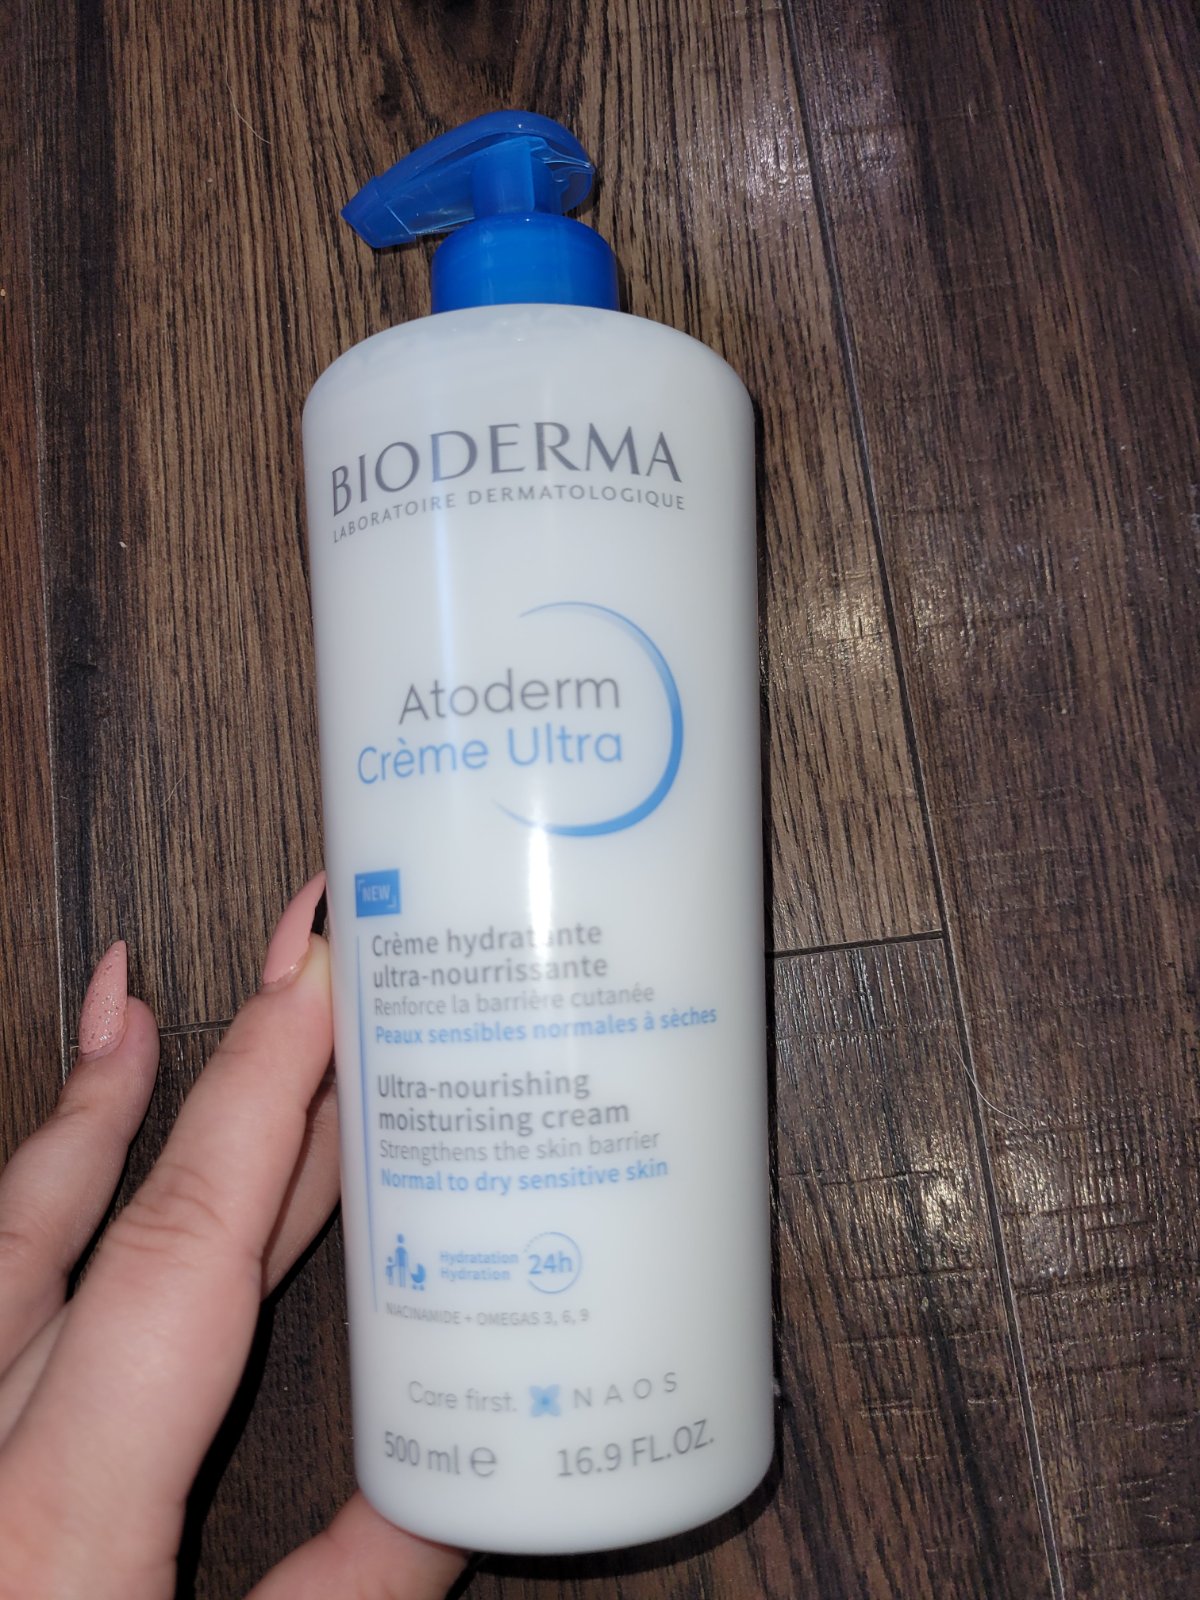 BIODERMA
LABORATOIRE DERMATOLOGIQUE
Atoderm
Crème Ultra
NEW
Crème hydratante
ultra-nourrissante
Renforce la barrière cutanée
Peaux sensibles normales à sèches
Ultra-nourishing
moisturising cream
Strengthens the skin barrier
Normal to dry sensitive skin
Hydratation
Hydration
24h
NIACINAMIDE + OMEGAS 3, 6, 9
Care first. NAOS
500 ml ℮ 16.9 FL.OZ.